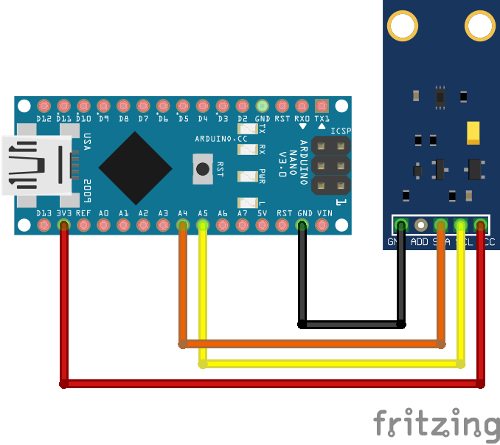 D12 D11 D10 D9 D8 D7 D6 D5 D4 D3 D2 GND RST RX0 TX1
TX
ICSP
ARDUINO.CC
USA
RX
ARDUINO
NANO
V3.0
RST
PWR
2009
L
1
D13 3V3 REF A0 A1 A2 A3 A4 A5 A6 A7 5V RST GND VIN
GND ADD SDA SCL VCC
fritzing